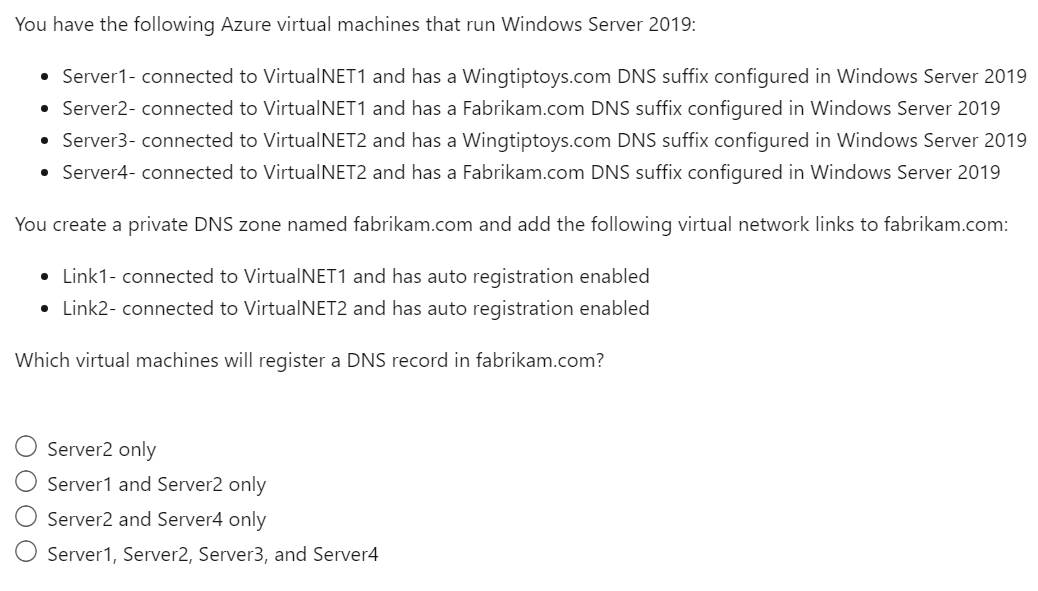 You have the following Azure virtual machines that run Windows Server 2019:
• Server1- connected to VirtualNET1 and has a Wingtiptoys.com DNS suffix configured in Windows Server 2019
• Server2- connected to VirtualNET1 and has a Fabrikam.com DNS suffix configured in Windows Server 2019
• Server3- connected to VirtualNET2 and has a Wingtiptoys.com DNS suffix configured in Windows Server 2019
• Server4- connected to VirtualNET2 and has a Fabrikam.com DNS suffix configured in Windows Server 2019
You create a private DNS zone named fabrikam.com and add the following virtual network links to fabrikam.com:
• Link1- connected to VirtualNET1 and has auto registration enabled
• Link2- connected to VirtualNET2 and has auto registration enabled
Which virtual machines will register a DNS record in fabrikam.com?
Server2 only
Server1 and Server2 only
Server2 and Server4 only
Server1, Server2, Server3, and Server4